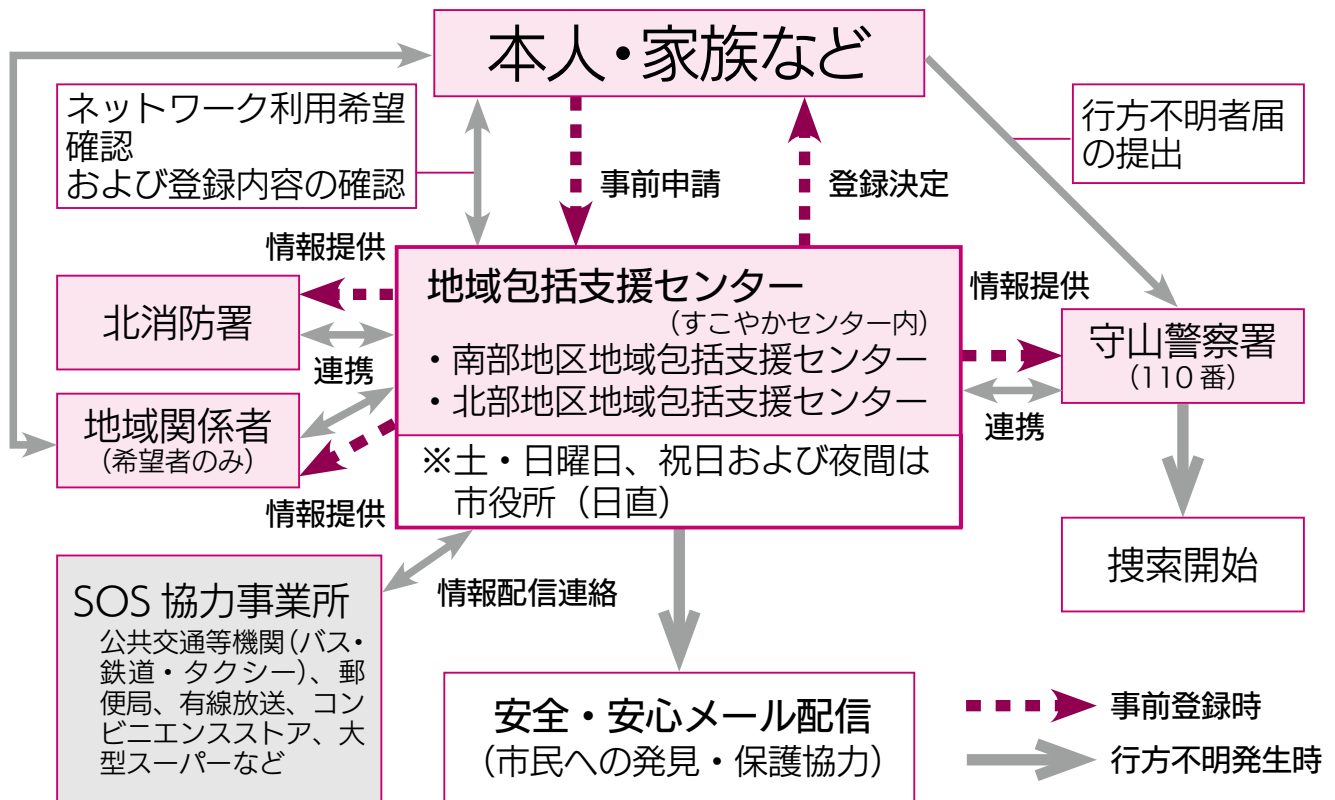 本人・家族など
ネットワーク利用希望
確認
および登録内容の確認
事前申請
登録決定
行方不明者届
の提出
情報提供
北消防署
連携
地域関係者
（希望者のみ）
情報提供
地域包括支援センター
（すこやかセンター内）
・南部地区地域包括支援センター
・北部地区地域包括支援センター
※土・日曜日、祝日および夜間は
市役所（日直）
情報提供
守山警察署
（110番）
連携
捜索開始
SOS 協力事業所
公共交通等機関（バス・
鉄道・タクシー）、郵
便局、有線放送、コン
ビニエンスストア、大
型スーパーなど
情報配信連絡
安全・安心メール配信
（市民への発見・保護協力）
事前登録時
行方不明発生時